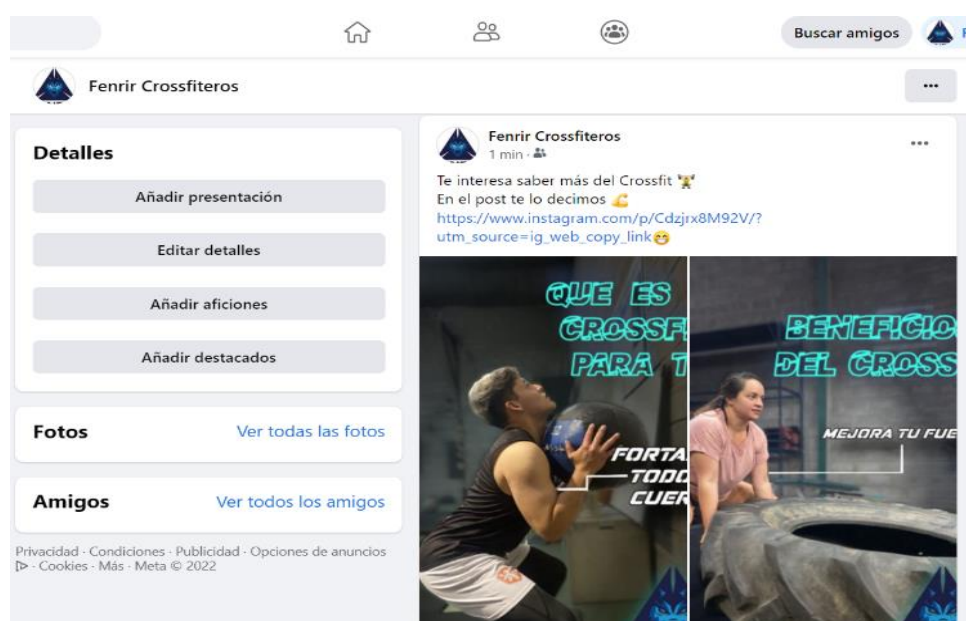 Buscar amigos
Fenrir Crossfiteros
Detalles
Añadir presentación
Editar detalles
Añadir aficiones
Añadir destacados
Fotos
Ver todas las fotos
Amigos
Ver todos los amigos
Privacidad · Condiciones · Publicidad · Opciones de anuncios
· Cookies · Más · Meta © 2022
Fenrir Crossfiteros
1 min ·
Te interesa saber más del Crossfit 🏋️
En el post te lo decimos 💪
https://www.instagram.com/p/Cdzjrx8M92V/?
utm_source=ig_web_copy_link😁
QUE ES
CROSSF
PARA T
FORTA
TODO
CUER
BENEFICIO
DEL CROSS
MEJORA TU FUE